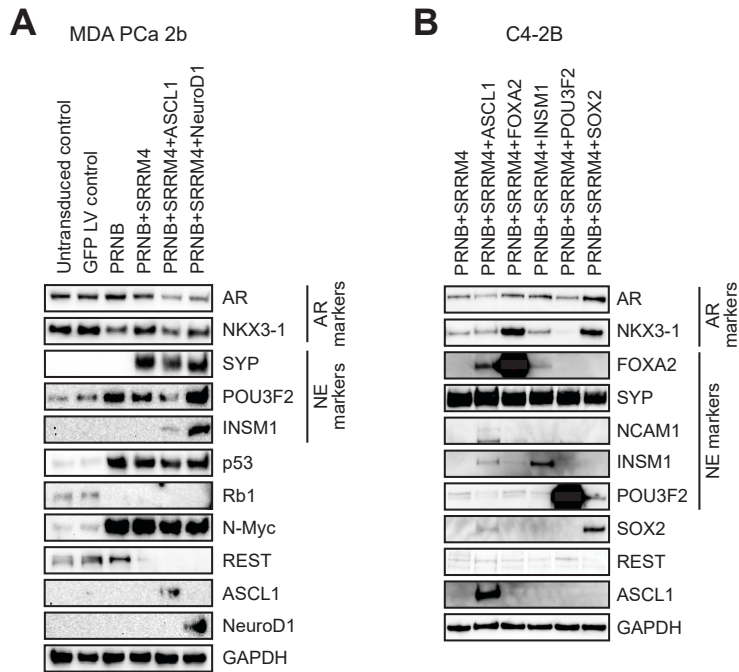 A
MDA PCa 2b
Untransduced control
GFP LV control
PRNB
PRNB+SRRM4
PRNB+SRRM4+ASCL1
PRNB+SRRM4+NeuroD1
AR
NKX3-1
SYP
POU3F2
INSM1
p53
Rb1
N-Myc
REST
ASCL1
NeuroD1
GAPDH
AR
markers
NE
markers
B
C4-2B
PRNB+SRRM4
PRNB+SRRM4+ASCL1
PRNB+SRRM4+FOXA2
PRNB+SRRM4+INSM1
PRNB+SRRM4+POU3F2
PRNB+SRRM4+SOX2
AR
NKX3-1
FOXA2
SYP
NCAM1
INSM1
POU3F2
SOX2
REST
ASCL1
GAPDH
AR
markers
NE markers